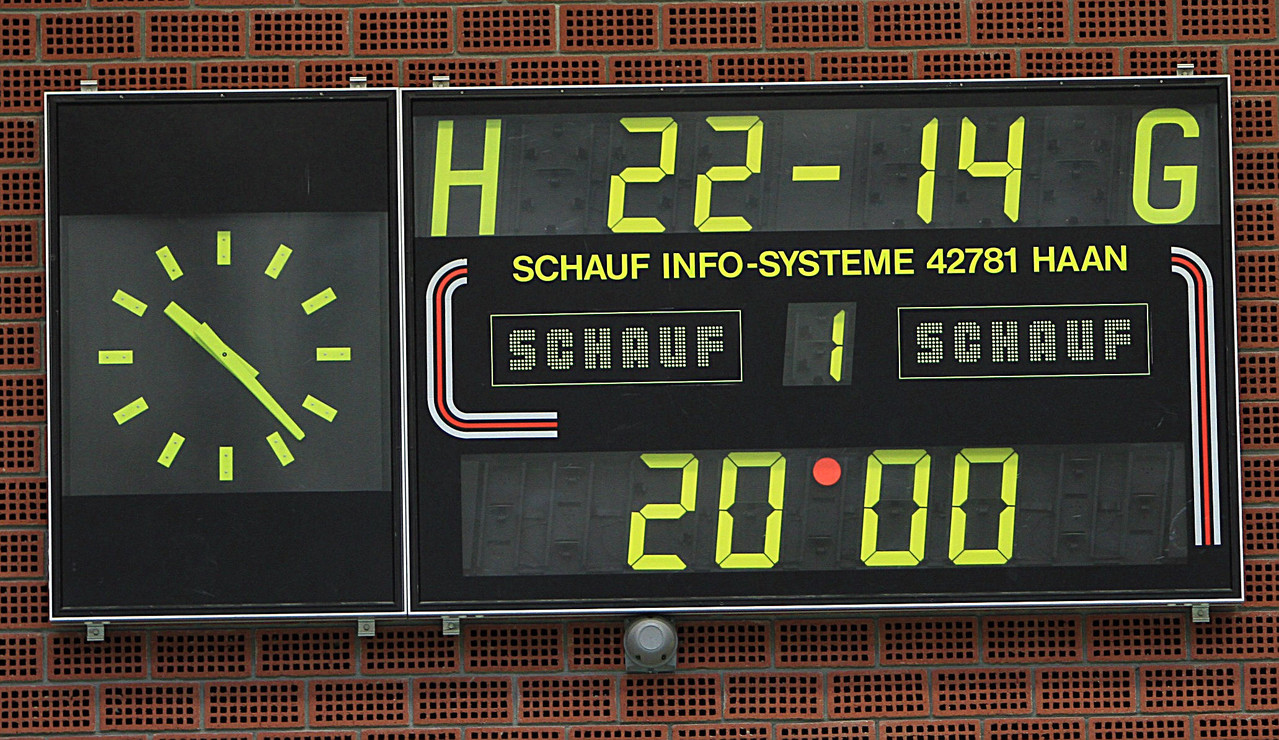 H 22-14 G
SCHAUF INFO-SYSTEME 42781 HAAN
SCHAUF 1 SCHAUF
20:00